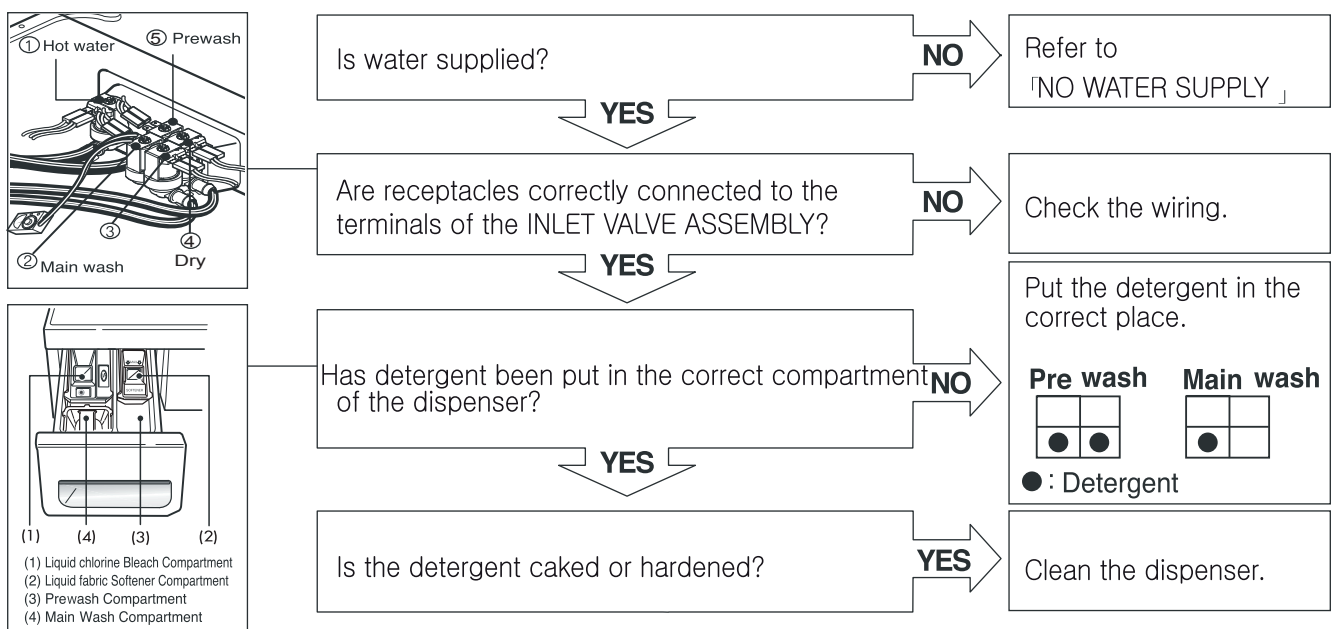 ① Hot water
⑤ Prewash
③
④
Dry
② Main wash
Is water supplied?
NO
Refer to
「NO WATER SUPPLY 」
YES
Are receptacles correctly connected to the
terminals of the INLET VALVE ASSEMBLY?
NO
Check the wiring.
YES
(1) (4) (3) (2)
(1) Liquid chlorine Bleach Compartment
(2) Liquid fabric Softener Compartment
(3) Prewash Compartment
(4) Main Wash Compartment
Has detergent been put in the correct compartment
of the dispenser?
NO
Put the detergent in the
correct place.
Pre wash Main wash
● : Detergent
YES
Is the detergent caked or hardened?
YES
Clean the dispenser.